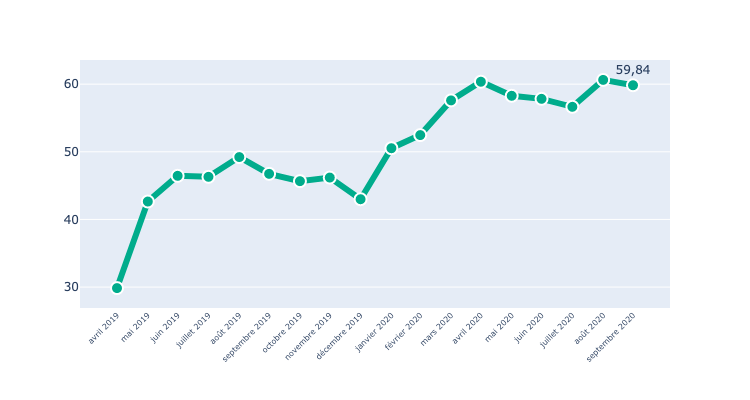 59,84
60
50
40
30
avril 2019
mai 2019
juin 2019
juillet 2019
août 2019
septembre 2019
octobre 2019
novembre 2019
décembre 2019
janvier 2020
février 2020
mars 2020
avril 2020
mai 2020
juin 2020
juillet 2020
août 2020
septembre 2020